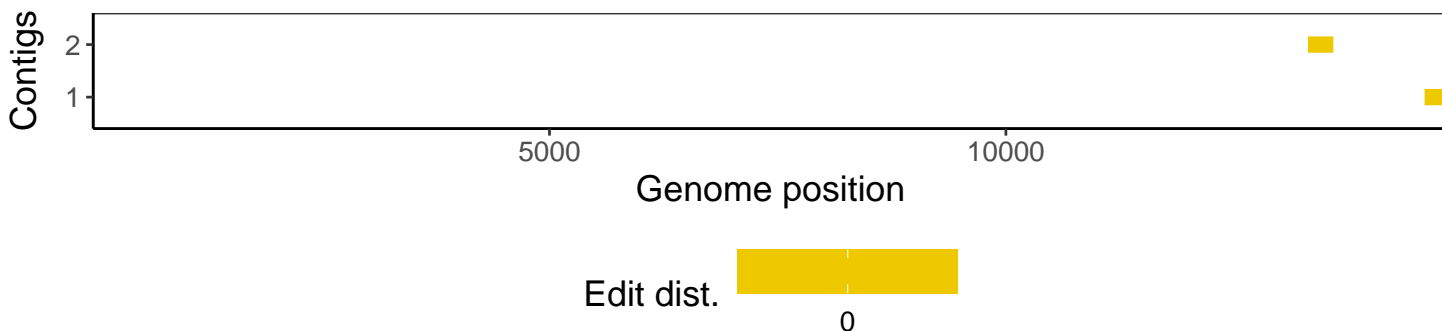 Contigs
2
1
5000 10000
Genome position
Edit dist.
0